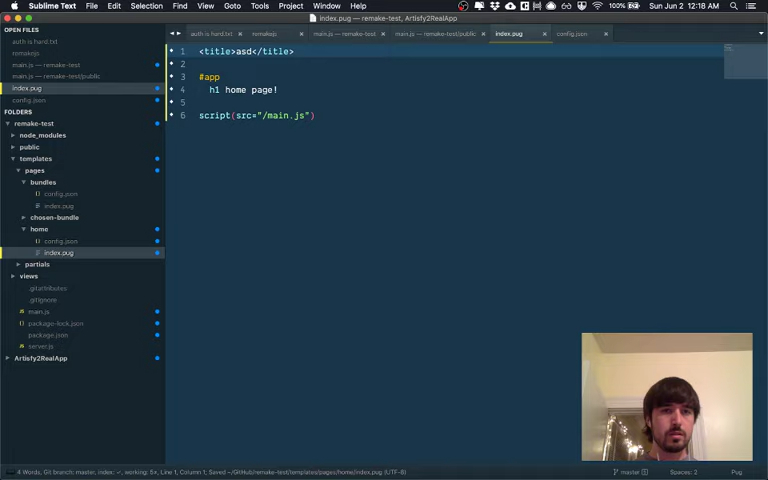 Sublime Text File Edit Selection Find View Goto Tools Project Window Help 100% Sun Jun 2 12:18 AM
index.pug — remake-test, Artisfy2RealApp
OPEN FILES
auth is hard.txt
remakejs
main.js — remake-test
main.js — remake-test/public
index.pug
config.json
FOLDERS
remake-test
node_modules
public
templates
pages
bundles
config.json
index.pug
chosen-bundle
home
config.json
index.pug
partials
views
.gitattributes
.gitignore
main.js
package-lock.json
package.json
server.js
Artisfy2RealApp
auth is hard.txt remakejs main.js — remake-test main.js — remake-test/public index.pug config.json
1 <title>asd</title>
2
3 #app
4 h1 home page!
5
6 script(src="/main.js")
4 Words, Git branch: master, index: ✓, working: 5≠, Line 1, Column 1; Saved ~/GitHub/remake-test/templates/pages/home/index.pug (UTF-8) master Spaces: 2 Pug